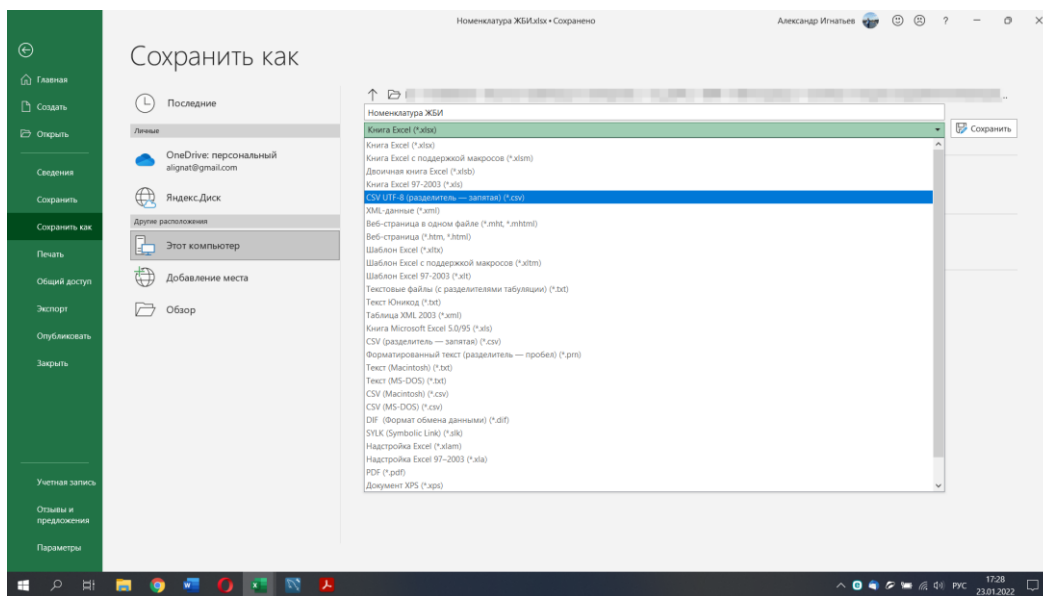 Номенклатура ЖБИ.xlsx • Сохранено
Александр Игнатьев
?
Главная
Создать
Открыть
Сведения
Сохранить
Сохранить как
Печать
Общий доступ
Экспорт
Опубликовать
Закрыть
Учетная запись
Отзывы и
предложения
Параметры
Сохранить как
Последние
Личные
OneDrive: персональный
alignat@gmail.com
Яндекс.Диск
Другие расположения
Этот компьютер
Добавление места
Обзор
Номенклатура ЖБИ
Книга Excel (*.xlsx)
Сохранить
Книга Excel (*.xlsx)
Книга Excel с поддержкой макросов (*.xlsm)
Двоичная книга Excel (*.xlsb)
Книга Excel 97-2003 (*.xls)
CSV UTF-8 (разделитель — запятая) (*.csv)
XML-данные (*.xml)
Веб-страница в одном файле (*.mht, *.mhtml)
Веб-страница (*.htm, *.html)
Шаблон Excel (*.xltx)
Шаблон Excel с поддержкой макросов (*.xltm)
Шаблон Excel 97-2003 (*.xlt)
Текстовые файлы (с разделителями табуляции) (*.txt)
Текст Юникод (*.txt)
Таблица XML 2003 (*.xml)
Книга Microsoft Excel 5.0/95 (*.xls)
CSV (разделитель — запятая) (*.csv)
Форматированный текст (разделитель — пробел) (*.prn)
Текст (Macintosh) (*.txt)
Текст (MS-DOS) (*.txt)
CSV (Macintosh) (*.csv)
CSV (MS-DOS) (*.csv)
DIF (Формат обмена данными) (*.dif)
SYLK (Symbolic Link) (*.slk)
Надстройка Excel (*.xlam)
Надстройка Excel 97–2003 (*.xla)
PDF (*.pdf)
Документ XPS (*.xps)
РУС
17:28
23.01.2022